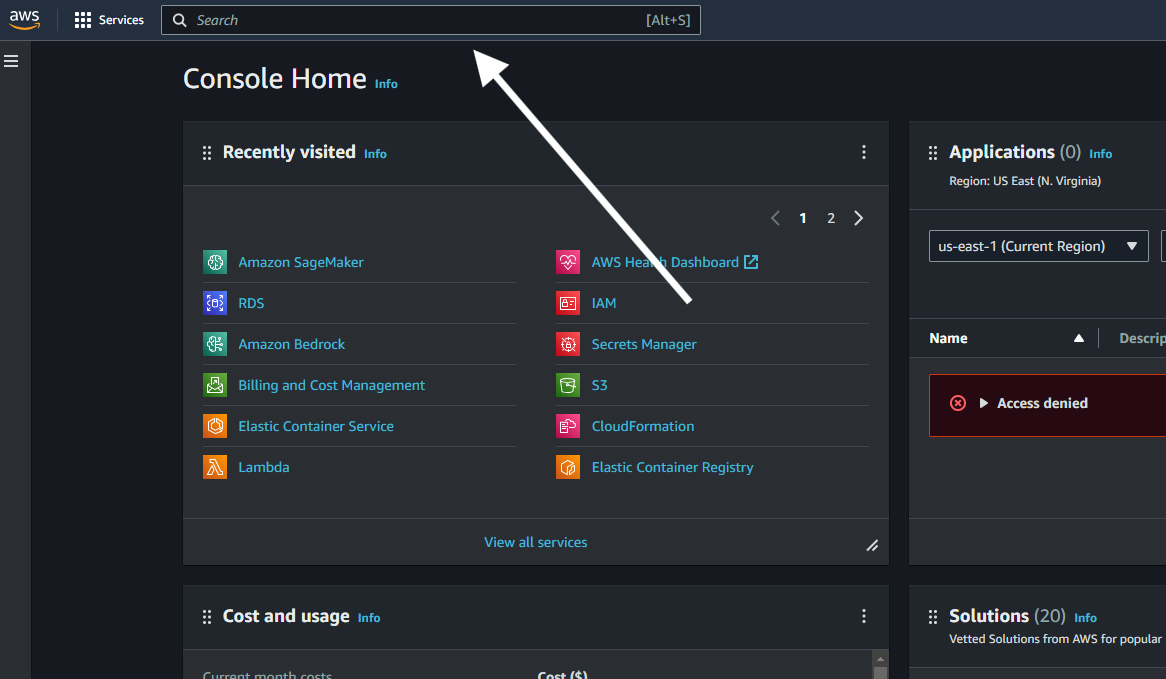 aws Services Search [Alt+S]
Console Home Info
Recently visited Info
1 2
Amazon SageMaker
RDS
Amazon Bedrock
Billing and Cost Management
Elastic Container Service
Lambda
AWS Health Dashboard
IAM
Secrets Manager
S3
CloudFormation
Elastic Container Registry
View all services
Applications (0) Info
Region: US East (N. Virginia)
us-east-1 (Current Region)
Name Descrip
Access denied
Cost and usage Info
Current month costs Cost ($)
Solutions (20) Info
Vetted Solutions from AWS for popular